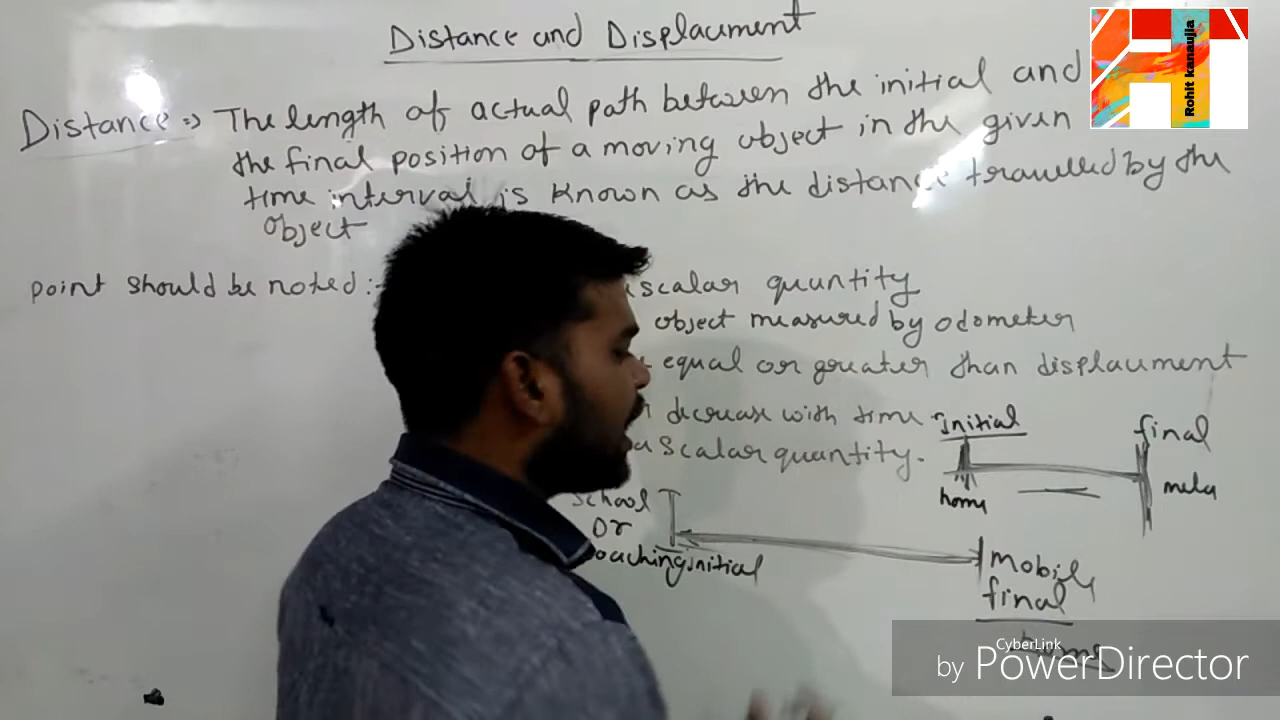 Distance and Displacement
Rohit kanaujia
Distance => The length of actual path between the initial and
the final position of a moving object in the given
time interval is known as the distance travelled by the
object
point should be noted :-
scalar quantity
object measured by odometer
equal or greater than displacement
decrease with time
a scalar quantity.
initial
final
home
mela
school
or
coaching initial
mobile
final
home
CyberLink
by PowerDirector